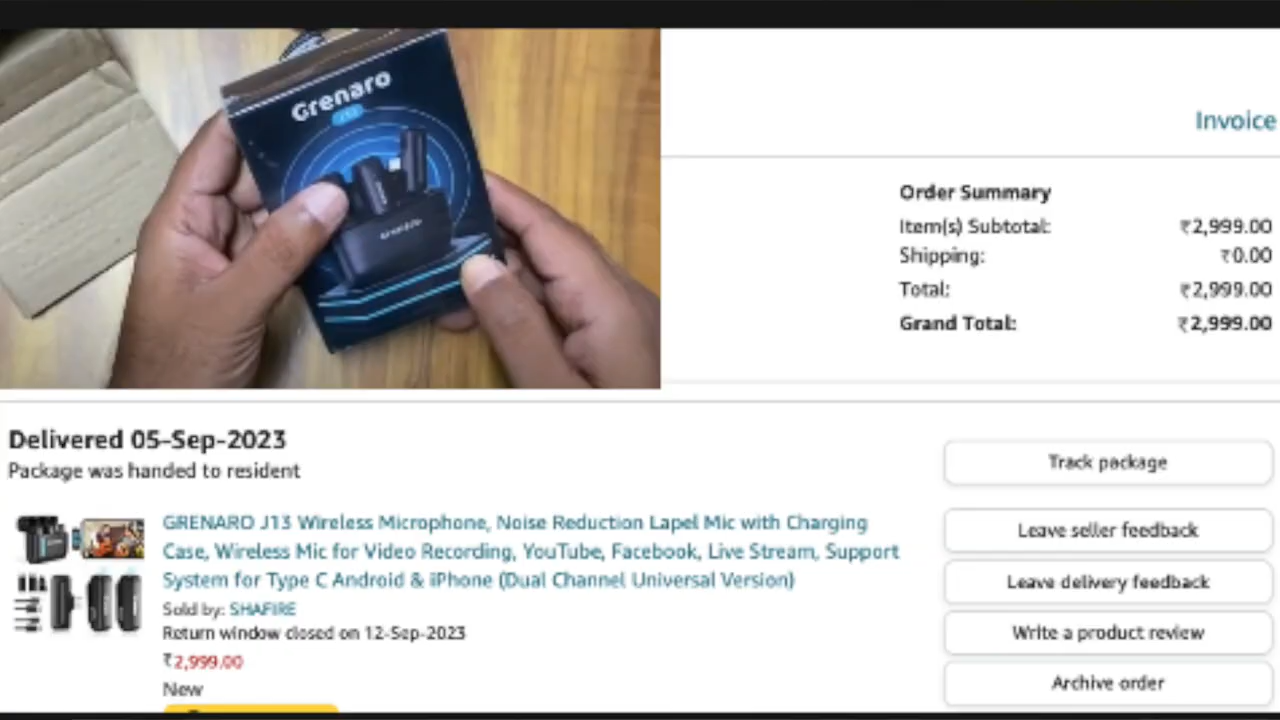 Grenaro
J13
Grenaro
Invoice
Order Summary
Item(s) Subtotal: ₹2,999.00
Shipping: ₹0.00
Total: ₹2,999.00
Grand Total: ₹2,999.00
Delivered 05-Sep-2023
Package was handed to resident
GRENARO J13 Wireless Microphone, Noise Reduction Lapel Mic with Charging
Case, Wireless Mic for Video Recording, YouTube, Facebook, Live Stream, Support
System for Type C Android & iPhone (Dual Channel Universal Version)
Sold by: SHAFIRE
Return window closed on 12-Sep-2023
₹2,999.00
New
Track package
Leave seller feedback
Leave delivery feedback
Write a product review
Archive order